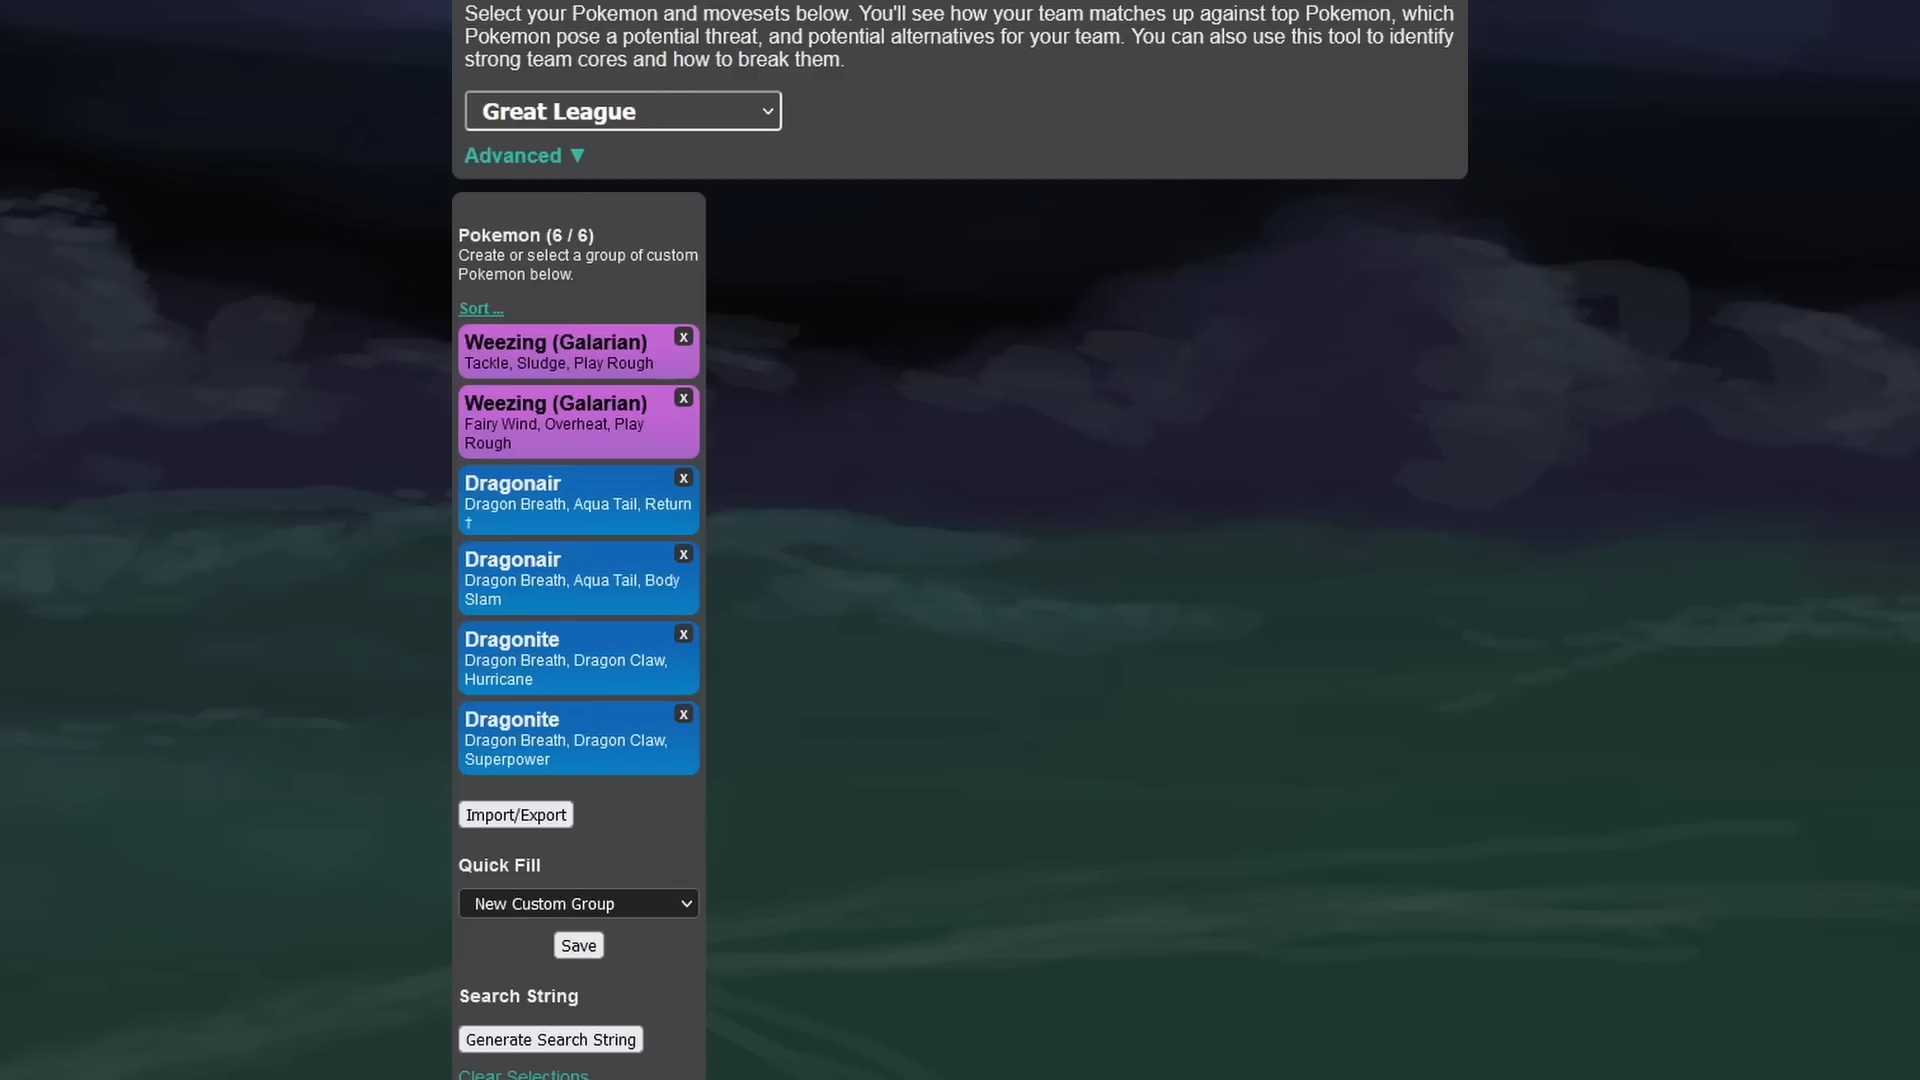 Select your Pokemon and movesets below. You'll see how your team matches up against top Pokemon, which
Pokemon pose a potential threat, and potential alternatives for your team. You can also use this tool to identify
strong team cores and how to break them.
Great League
Advanced ▼
Pokemon (6 / 6)
Create or select a group of custom
Pokemon below.
Sort ...
Weezing (Galarian) X
Tackle, Sludge, Play Rough
Weezing (Galarian) X
Fairy Wind, Overheat, Play
Rough
Dragonair X
Dragon Breath, Aqua Tail, Return
†
Dragonair X
Dragon Breath, Aqua Tail, Body
Slam
Dragonite X
Dragon Breath, Dragon Claw,
Hurricane
Dragonite X
Dragon Breath, Dragon Claw,
Superpower
Import/Export
Quick Fill
New Custom Group
Save
Search String
Generate Search String
Clear Selections